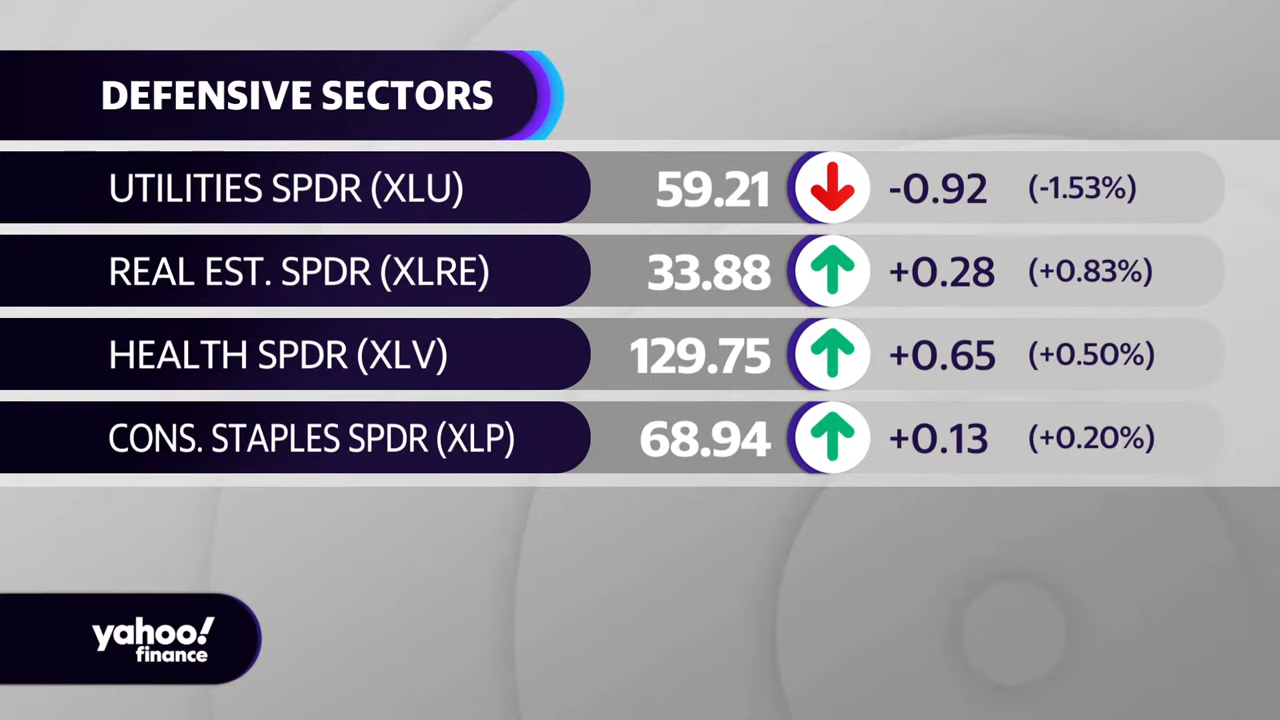 DEFENSIVE SECTORS
UTILITIES SPDR (XLU) 59.21 -0.92 (-1.53%)
REAL EST. SPDR (XLRE) 33.88 +0.28 (+0.83%)
HEALTH SPDR (XLV) 129.75 +0.65 (+0.50%)
CONS. STAPLES SPDR (XLP) 68.94 +0.13 (+0.20%)
yahoo!
finance